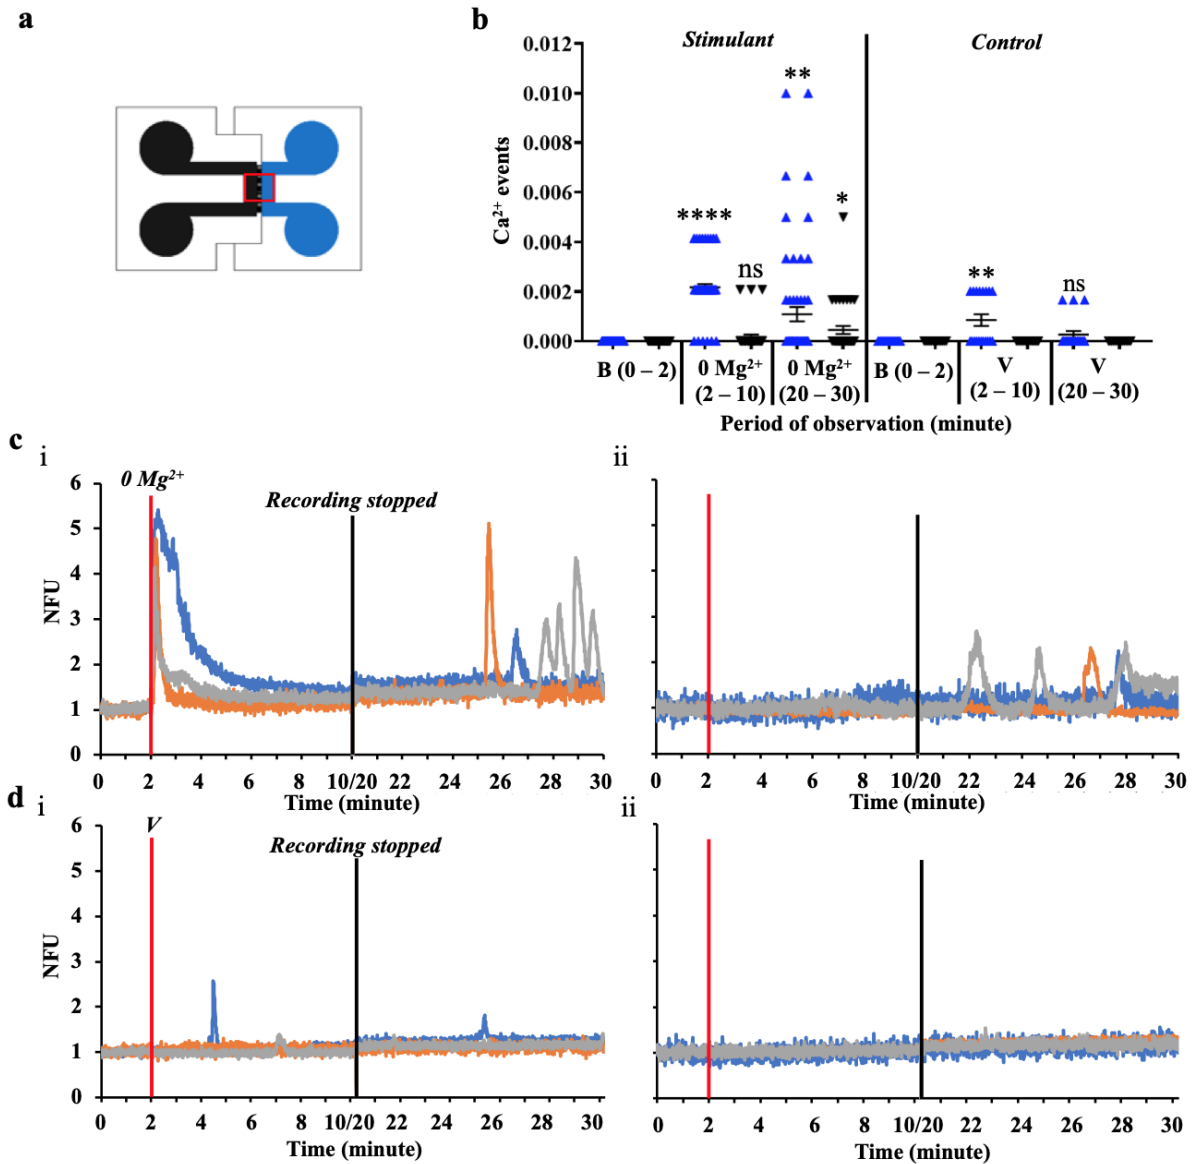 a
b
Stimulant
Control
0.012
0.010
0.008
0.006
0.004
0.002
0.000
Ca²⁺ events
**
*
****
ns
**
ns
B (0 – 2)
0 Mg²⁺
(2 – 10)
0 Mg²⁺
(20 – 30)
B (0 – 2)
V
(2 – 10)
V
(20 – 30)
Period of observation (minute)
c
i
ii
0 Mg²⁺
Recording stopped
6
5
4
3
2
1
0
NFU
0 2 4 6 8 10/20 22 24 26 28 30
Time (minute)
0 2 4 6 8 10/20 22 24 26 28 30
Time (minute)
d
i
ii
V
Recording stopped
6
5
4
3
2
1
0
NFU
0 2 4 6 8 10/20 22 24 26 28 30
Time (minute)
0 2 4 6 8 10/20 22 24 26 28 30
Time (minute)